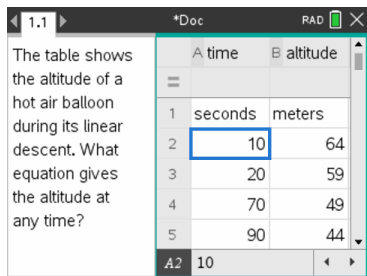 1.1 *Doc RAD
The table shows
the altitude of a
hot air balloon
during its linear
descent. What
equation gives
the altitude at
any time?
A time B altitude
=
1 seconds meters
2 10 64
3 20 59
4 70 49
5 90 44
A2 10